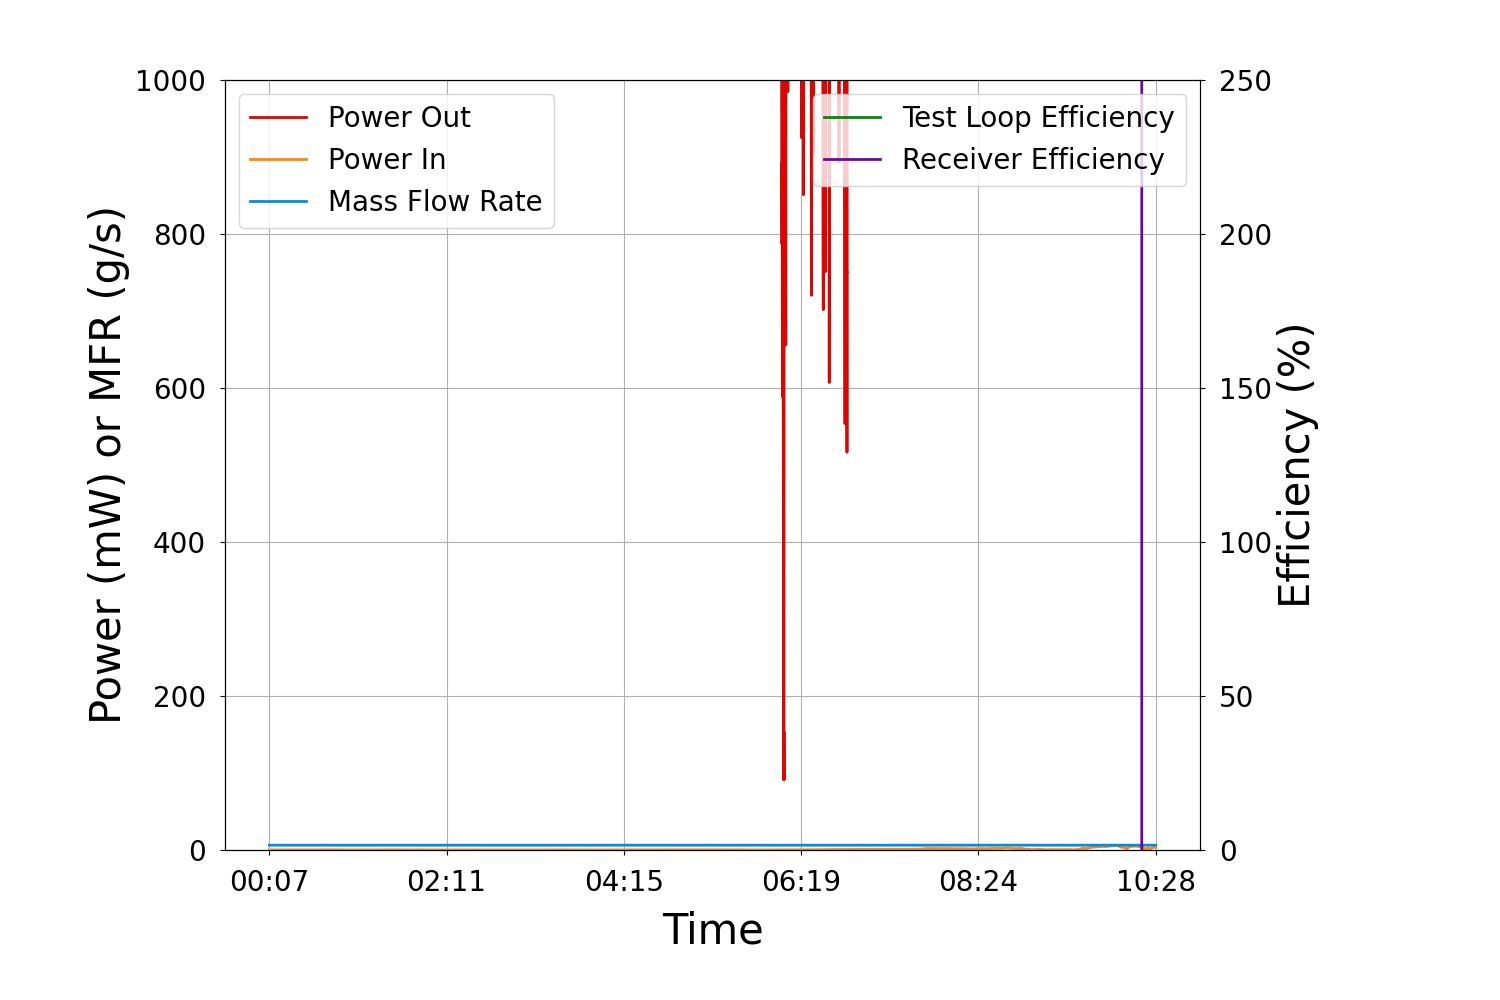 1000
800
600
400
200
0
Power (mW) or MFR (g/s)
Power Out
Power In
Mass Flow Rate
Test Loop Efficiency
Receiver Efficiency
250
200
150
100
50
0
Efficiency (%)
00:07 02:11 04:15 06:19 08:24 10:28
Time